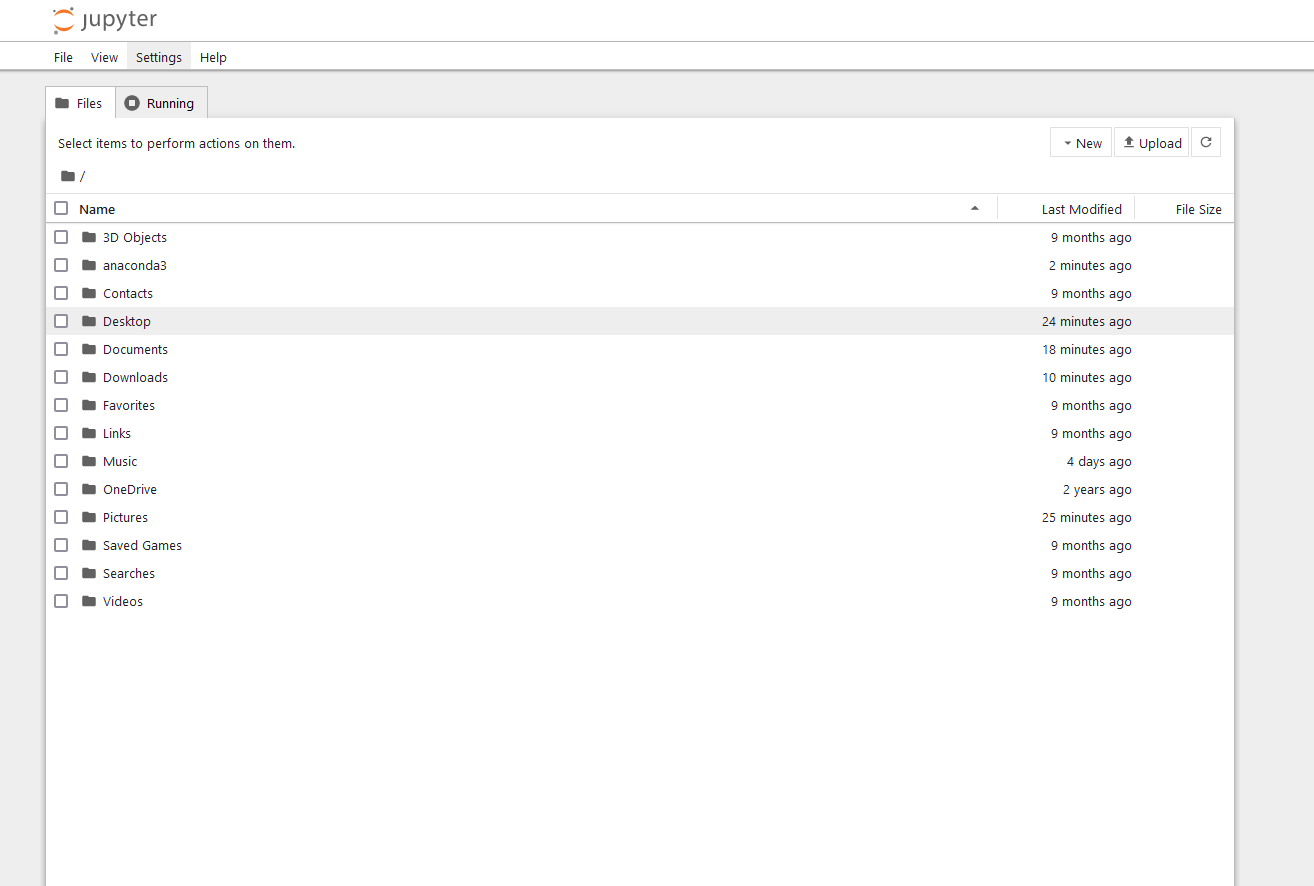 jupyter
File View Settings Help
Files Running
Select items to perform actions on them. New Upload
/
Name Last Modified File Size
3D Objects 9 months ago
anaconda3 2 minutes ago
Contacts 9 months ago
Desktop 24 minutes ago
Documents 18 minutes ago
Downloads 10 minutes ago
Favorites 9 months ago
Links 9 months ago
Music 4 days ago
OneDrive 2 years ago
Pictures 25 minutes ago
Saved Games 9 months ago
Searches 9 months ago
Videos 9 months ago